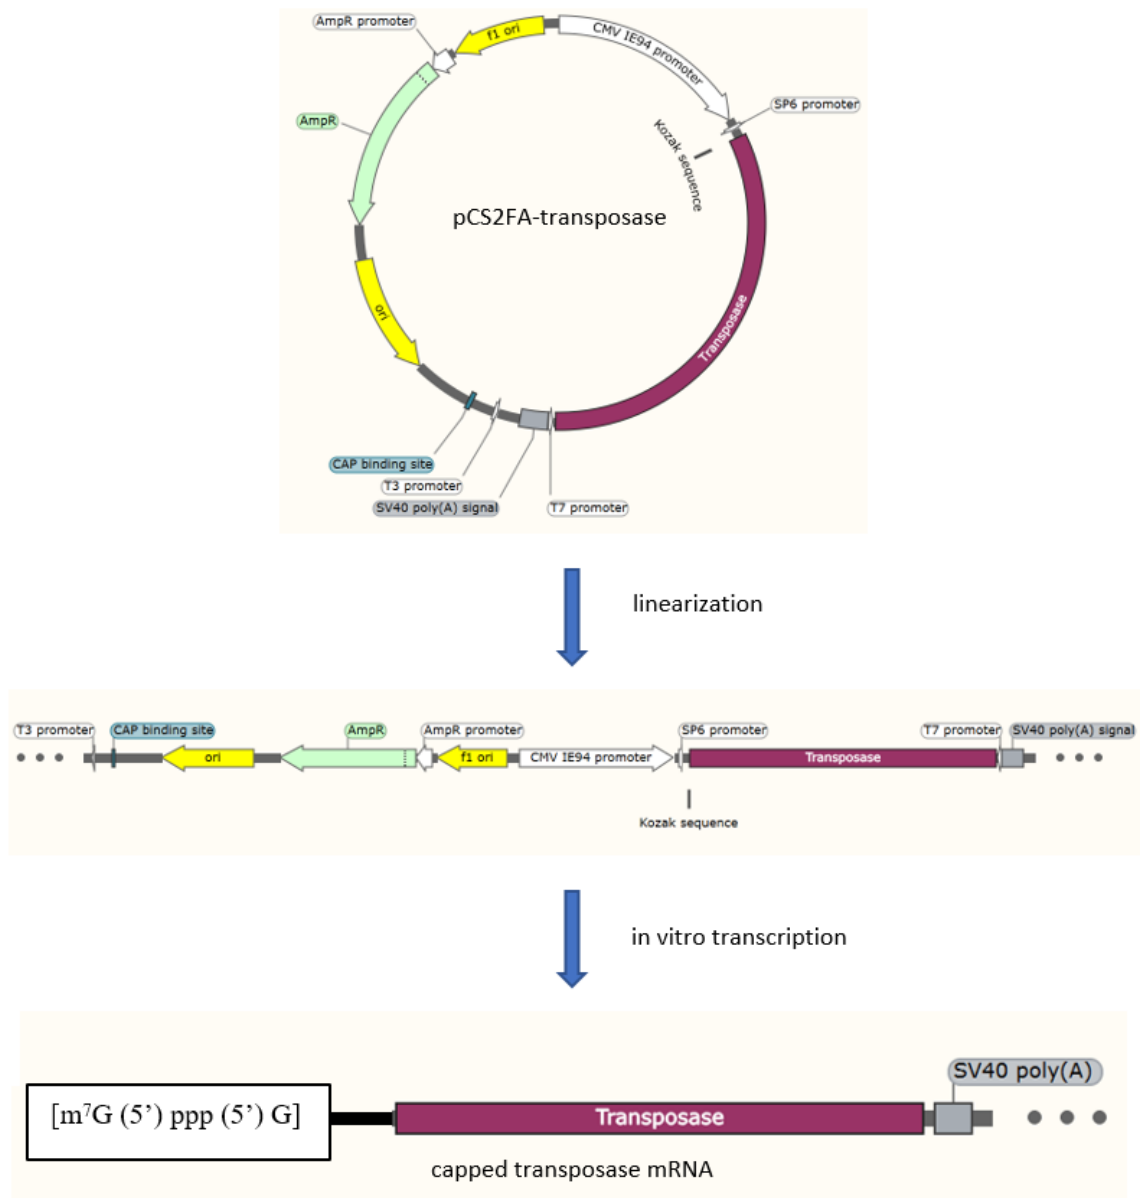 AmpR promoter
f1 ori
CMV IE94 promoter
SP6 promoter
Kozak sequence
AmpR
pCS2FA-transposase
Transposase
ori
CAP binding site
T3 promoter
SV40 poly(A) signal
T7 promoter
linearization
T3 promoter
CAP binding site
AmpR
AmpR promoter
SP6 promoter
T7 promoter
SV40 poly(A) signal
ori
f1 ori
CMV IE94 promoter
Transposase
Kozak sequence
in vitro transcription
SV40 poly(A)
[m⁷G (5’) ppp (5’) G]
Transposase
capped transposase mRNA